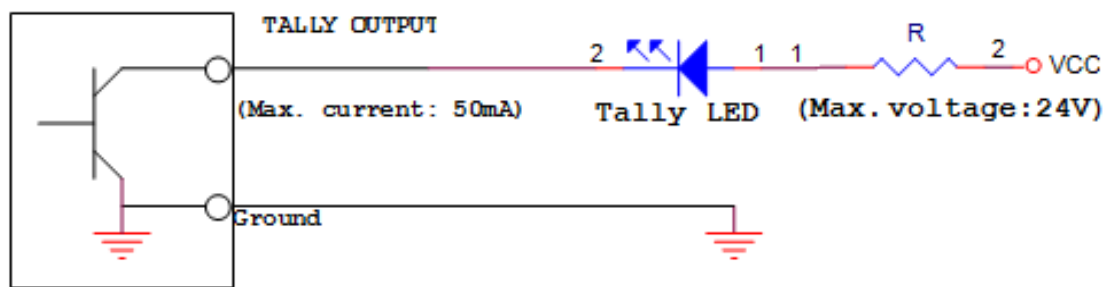 TALLY OUTPUT
R
2
1 1
2
VCC
(Max. current: 50mA)
Tally LED
(Max.voltage:24V)
Ground